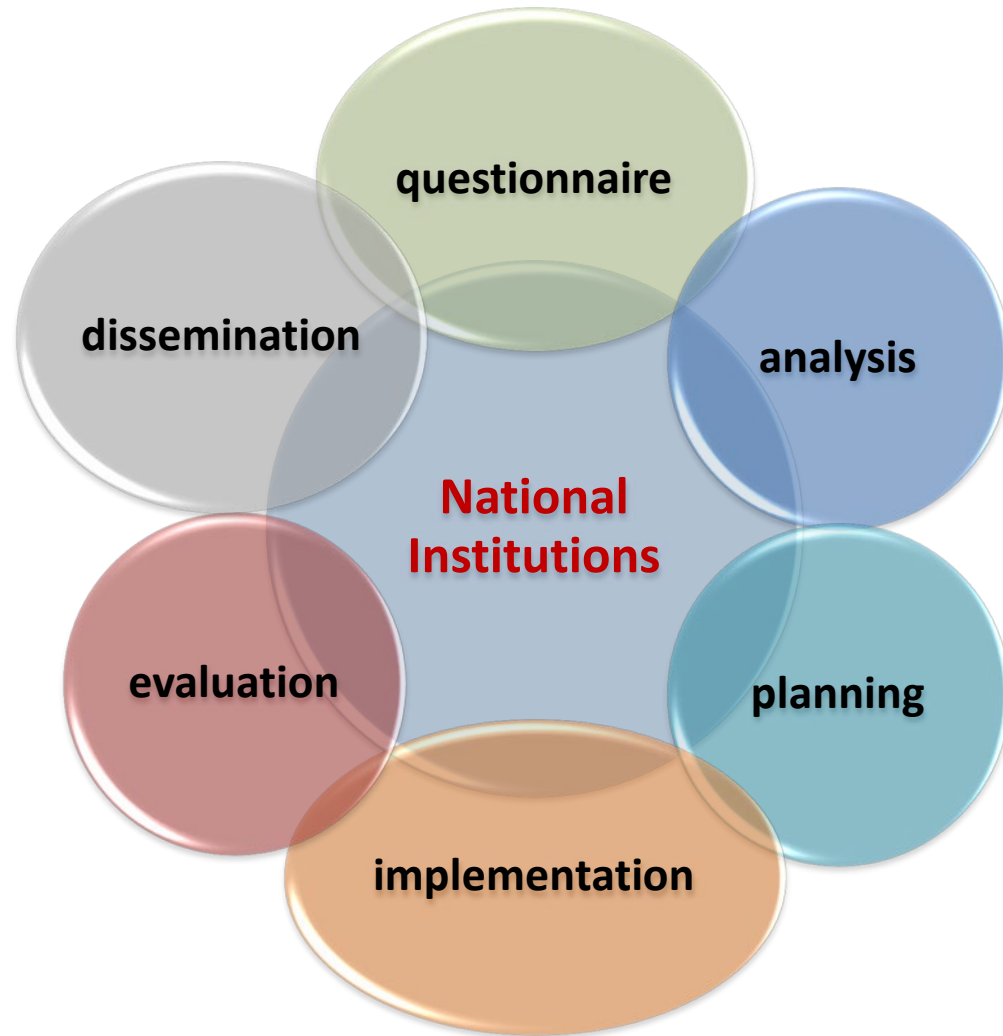 questionnaire
dissemination
analysis
National
Institutions
evaluation
planning
implementation